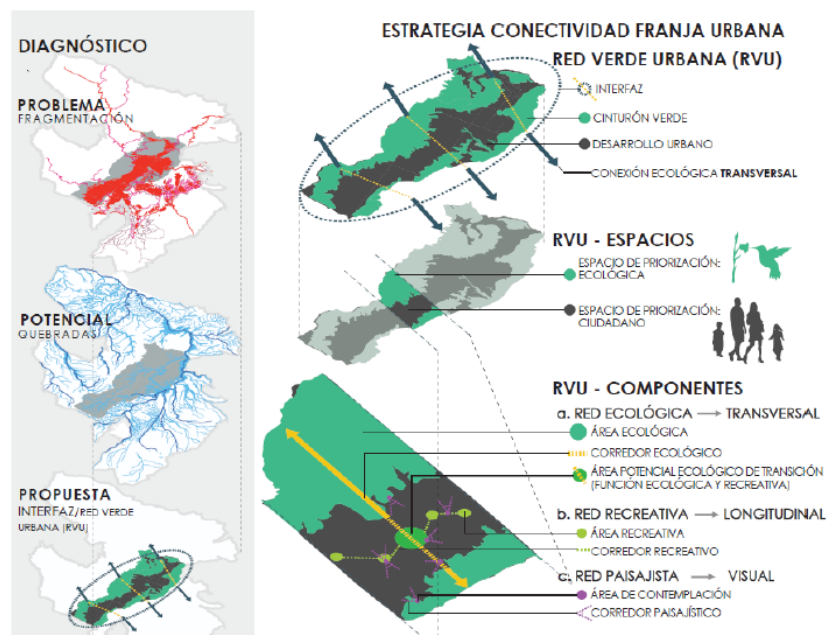 DIAGNÓSTICO
PROBLEMA
FRAGMENTACIÓN
POTENCIAL
QUEBRADAS
PROPUESTA
INTERFAZ/RED VERDE
URBANA (RVU)
ESTRATEGIA CONECTIVIDAD FRANJA URBANA
RED VERDE URBANA (RVU)
INTERFAZ
CINTURÓN VERDE
DESARROLLO URBANO
CONEXIÓN ECOLÓGICA TRANSVERSAL
RVU - ESPACIOS
ESPACIO DE PRIORIZACIÓN:
ECOLÓGICA
ESPACIO DE PRIORIZACIÓN:
CIUDADANO
RVU - COMPONENTES
a. RED ECOLÓGICA → TRANSVERSAL
ÁREA ECOLÓGICA
CORREDOR ECOLÓGICO
ÁREA POTENCIAL ECOLÓGICO DE TRANSICIÓN
(FUNCIÓN ECOLÓGICA Y RECREATIVA)
b. RED RECREATIVA → LONGITUDINAL
ÁREA RECREATIVA
CORREDOR RECREATIVO
c. RED PAISAJISTA → VISUAL
ÁREA DE CONTEMPLACIÓN
CORREDOR PAISAJÍSTICO